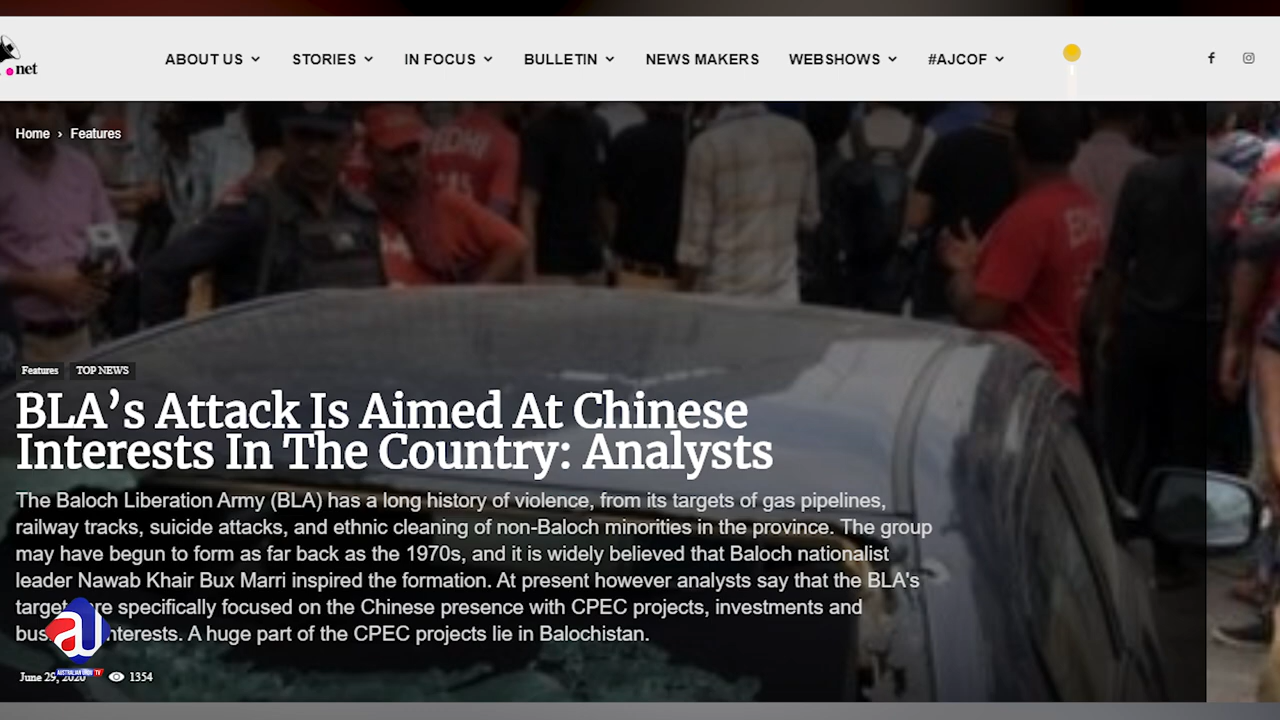 .net
ABOUT US
STORIES
IN FOCUS
BULLETIN
NEWS MAKERS
WEBSHOWS
#AJCOF
Home › Features
EDHI
Features
TOP NEWS
BLA’s Attack Is Aimed At Chinese
Interests In The Country: Analysts
The Baloch Liberation Army (BLA) has a long history of violence, from its targets of gas pipelines,
railway tracks, suicide attacks, and ethnic cleaning of non-Baloch minorities in the province. The group
may have begun to form as far back as the 1970s, and it is widely believed that Baloch nationalist
leader Nawab Khair Bux Marri inspired the formation. At present however analysts say that the BLA's
are specifically focused on the Chinese presence with CPEC projects, investments and
interests. A huge part of the CPEC projects lie in Balochistan.
June 29, 2020
1354
AUSTRALIAN URDU TV